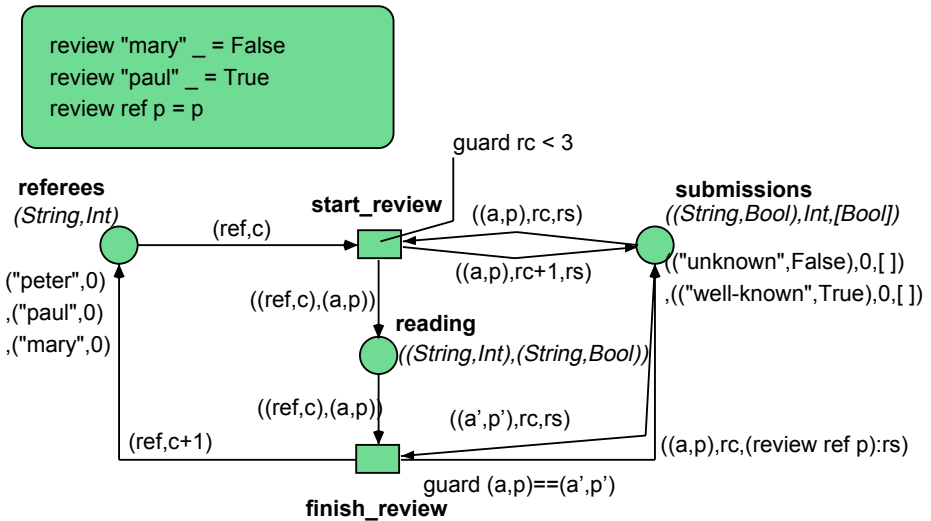 review "mary" _ = False
review "paul" _ = True
review ref p = p
guard rc < 3
referees
(String,Int)
start_review
submissions
((String,Bool),Int,[Bool])
(ref,c)
((a,p),rc,rs)
((a,p),rc+1,rs)
("peter",0)
,("paul",0)
,("mary",0)
(("unknown",False),0,[ ])
,(("well-known",True),0,[ ])
((ref,c),(a,p))
reading
((String,Int),(String,Bool))
((ref,c),(a,p))
((a',p'),rc,rs)
(ref,c+1)
((a,p),rc,(review ref p):rs)
guard (a,p)==(a',p')
finish_review